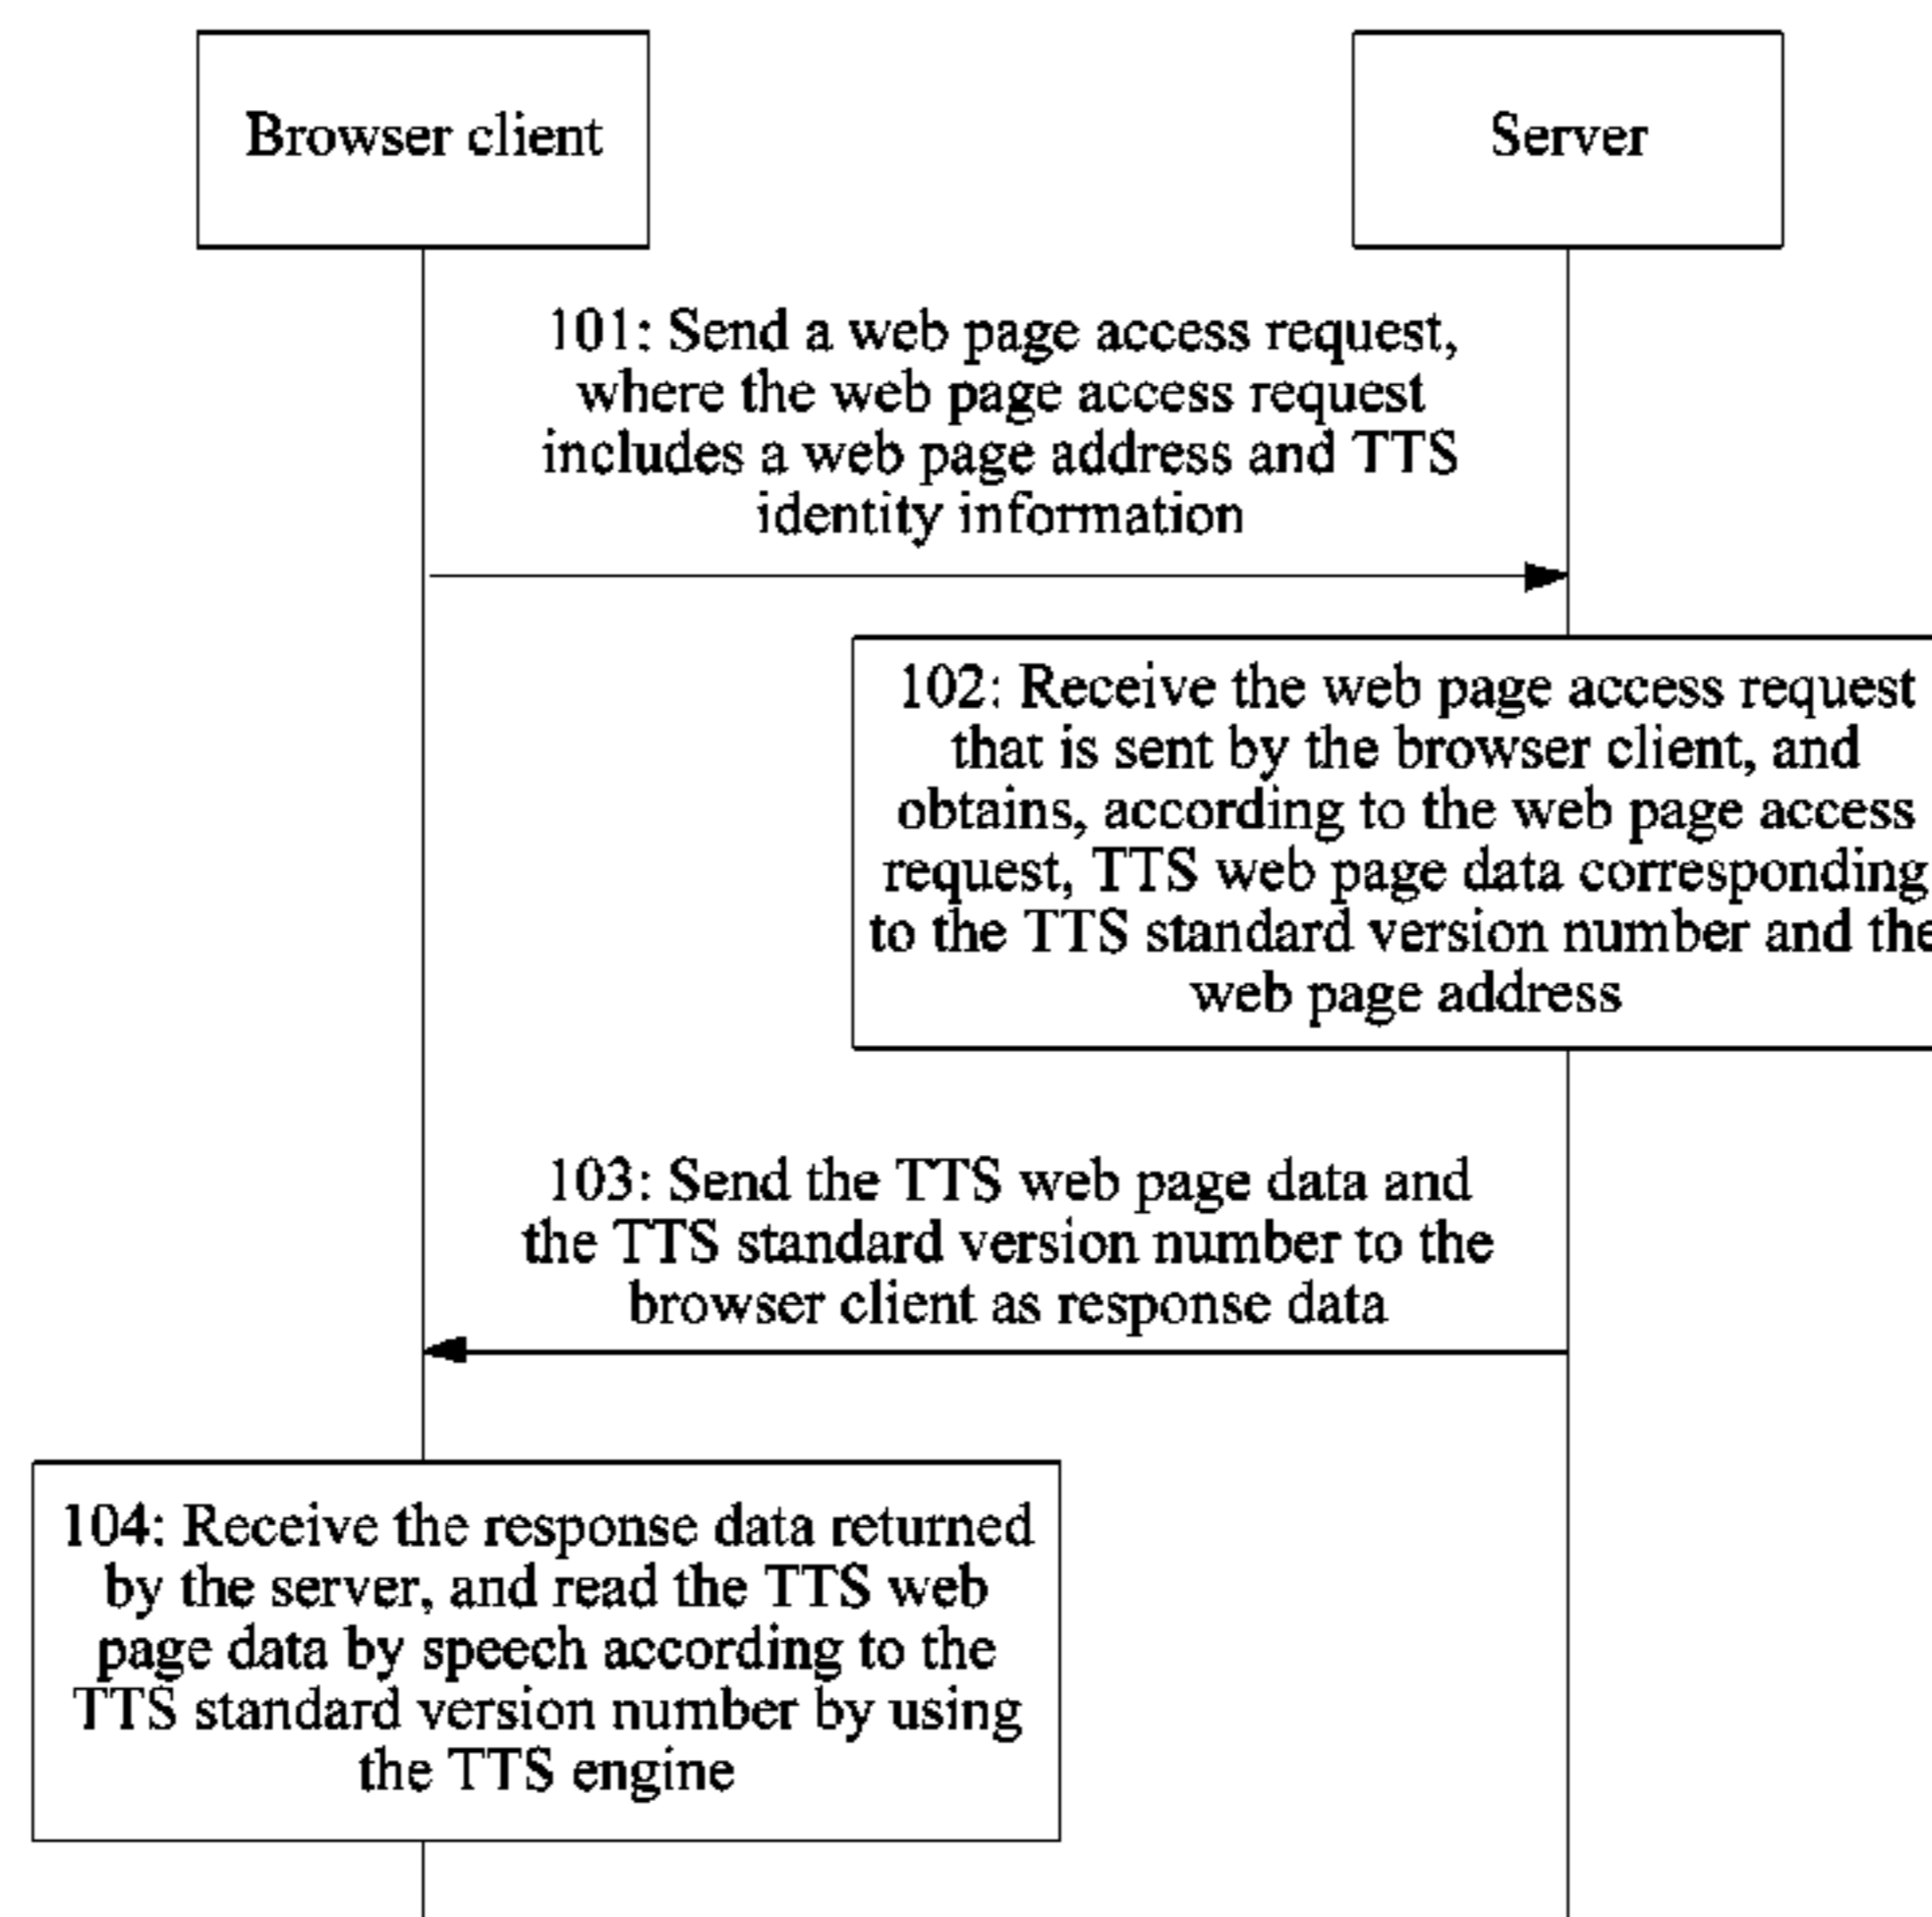 Browser client
Server
101: Send a web page access request,
where the web page access request
includes a web page address and TTS
identity information
102: Receive the web page access request
that is sent by the browser client, and
obtains, according to the web page access
request, TTS web page data corresponding
to the TTS standard version number and the
web page address
103: Send the TTS web page data and
the TTS standard version number to the
browser client as response data
104: Receive the response data returned
by the server, and read the TTS web
page data by speech according to the
TTS standard version number by using
the TTS engine